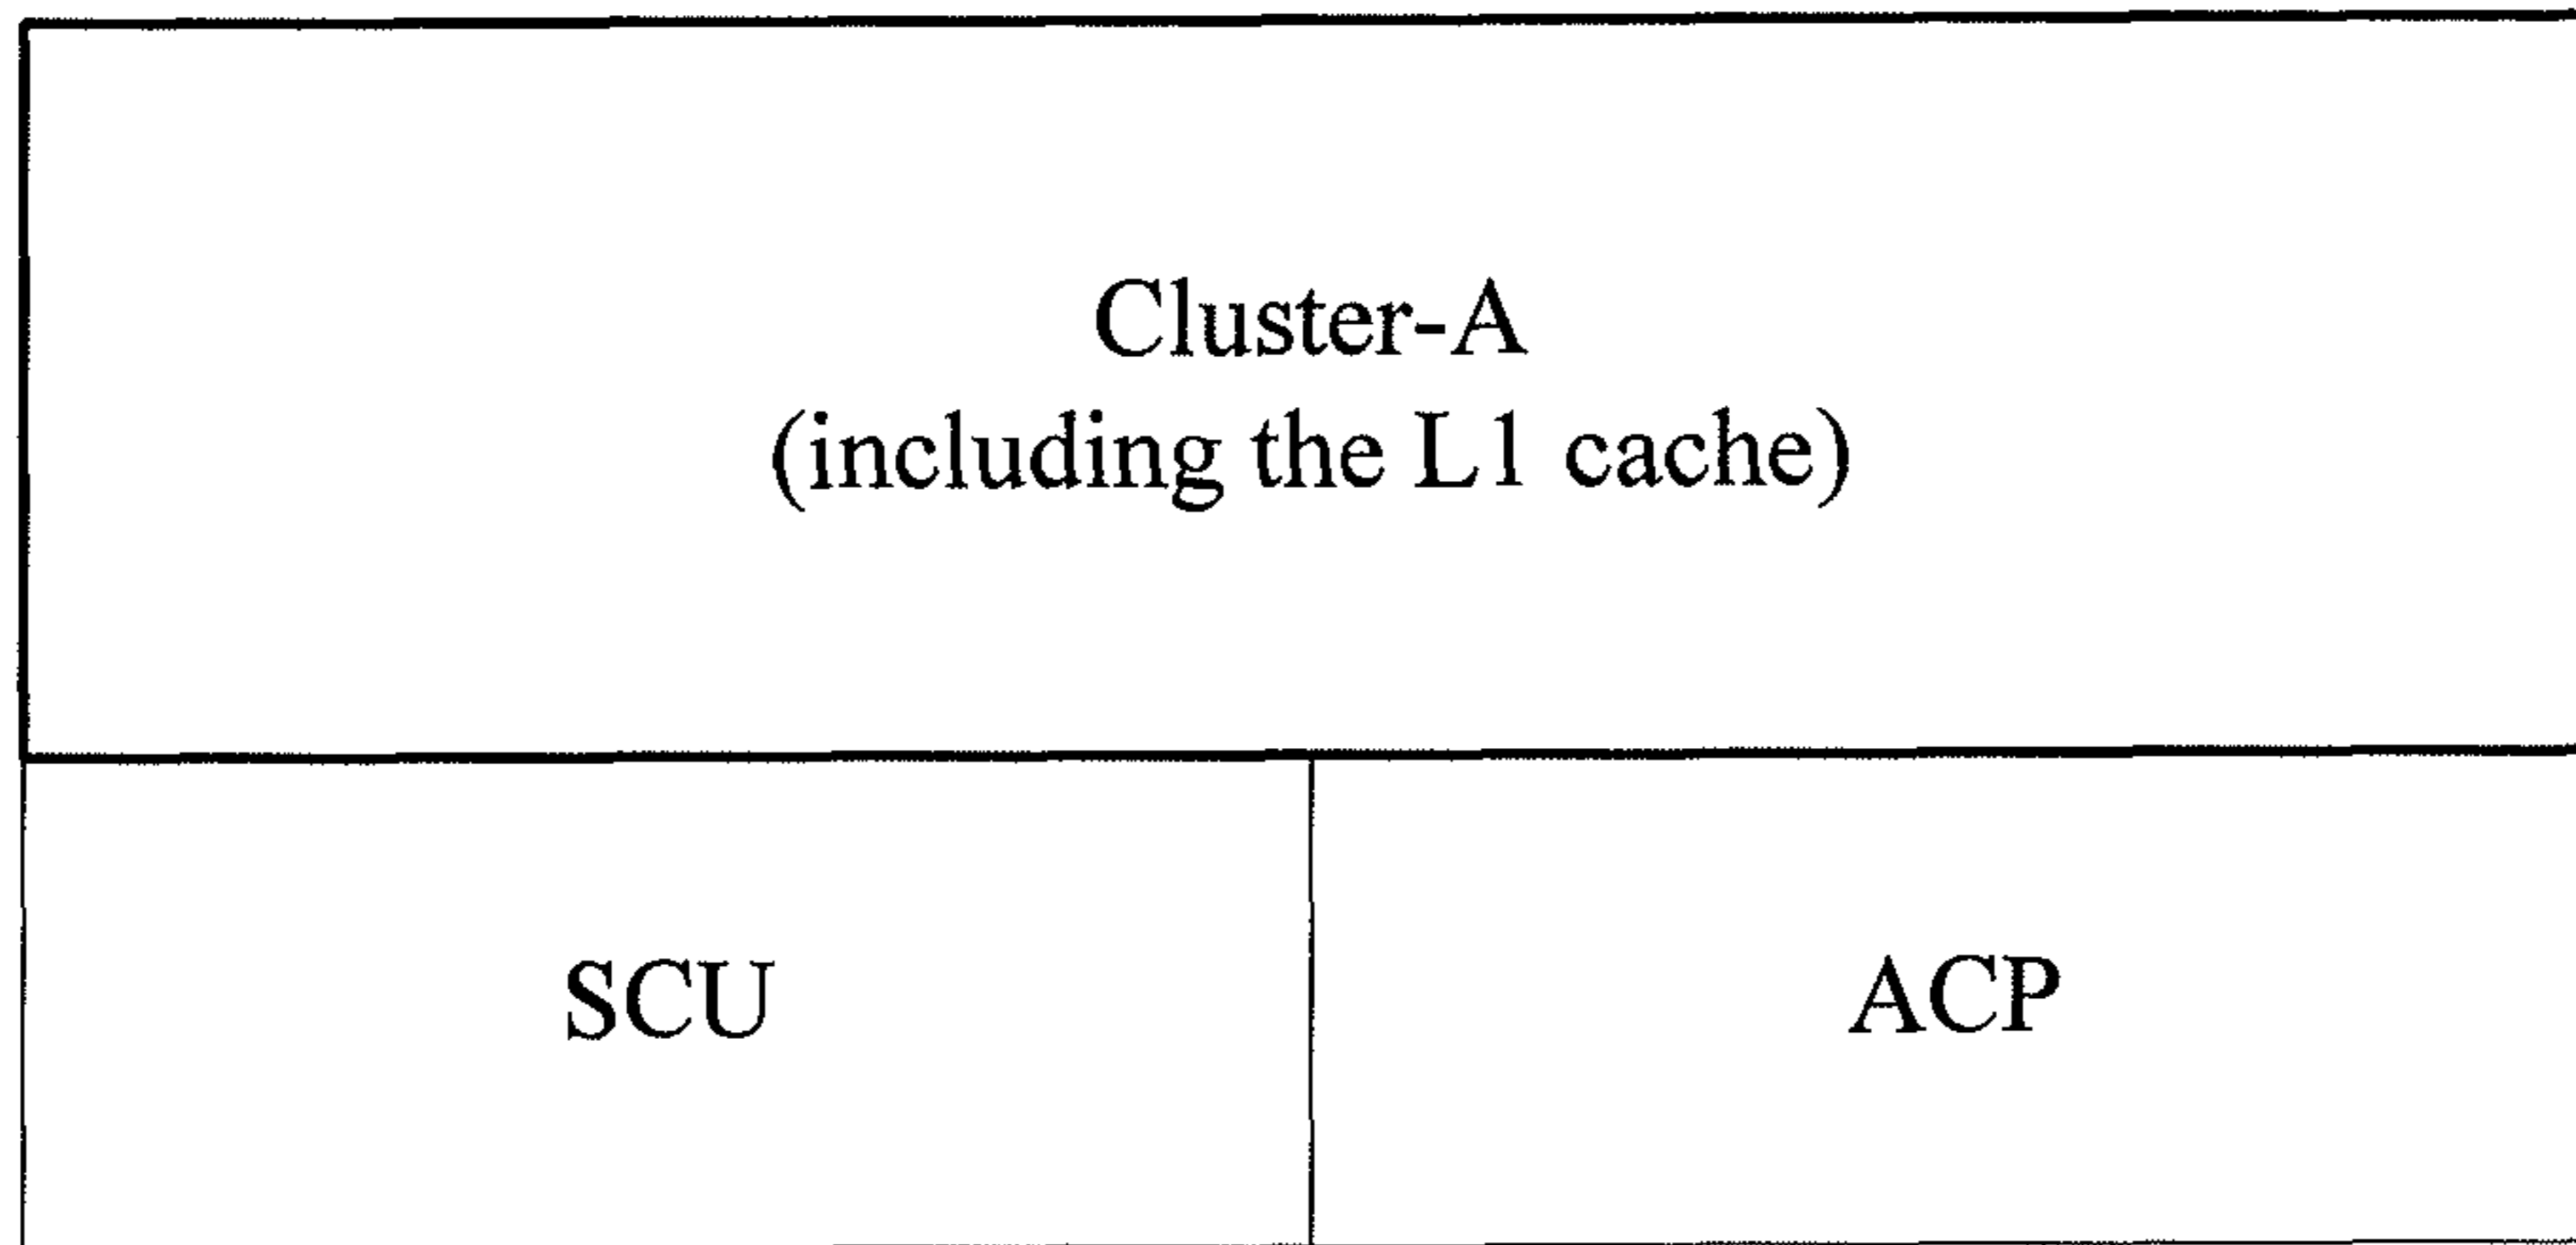 Cluster-A
(including the L1 cache)
SCU
ACP